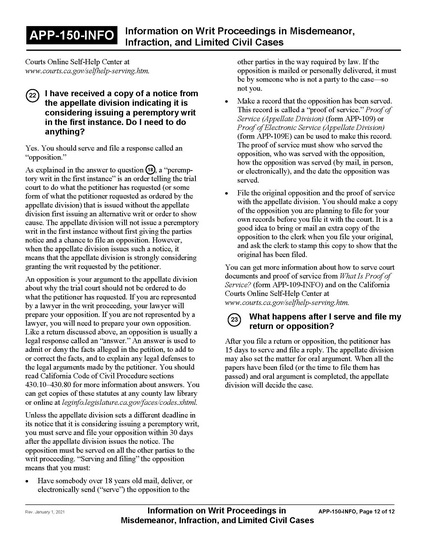 APP-150-INFO
Information on Writ Proceedings in Misdemeanor,
Infraction, and Limited Civil Cases
Courts Online Self-Help Center at
www.courts.ca.gov/selfhelp-serving.htm.
22 I have received a copy of a notice from
the appellate division indicating it is
considering issuing a peremptory writ
in the first instance. Do I need to do
anything?
Yes. You should serve and file a response called an
“opposition.”
As explained in the answer to question 19, a “peremp-
tory writ in the first instance” is an order telling the trial
court to do what the petitioner has requested (or some
form of what the petitioner requested as ordered by the
appellate division) that is issued without the appellate
division first issuing an alternative writ or order to show
cause. The appellate division will not issue a peremptory
writ in the first instance without first giving the parties
notice and a chance to file an opposition. However,
when the appellate division issues such a notice, it
means that the appellate division is strongly considering
granting the writ requested by the petitioner.
An opposition is your argument to the appellate division
about why the trial court should not be ordered to do
what the petitioner has requested. If you are represented
by a lawyer in the writ proceeding, your lawyer will
prepare your opposition. If you are not represented by a
lawyer, you will need to prepare your own opposition.
Like a return discussed above, an opposition is usually a
legal response called an “answer.” An answer is used to
admit or deny the facts alleged in the petition, to add to
or correct the facts, and to explain any legal defenses to
the legal arguments made by the petitioner. You should
read California Code of Civil Procedure sections
430.10–430.80 for more information about answers. You
can get copies of these statutes at any county law library
or online at leginfo.legislature.ca.gov/faces/codes.xhtml.
Unless the appellate division sets a different deadline in
its notice that it is considering issuing a peremptory writ,
you must serve and file your opposition within 30 days
after the appellate division issues the notice. The
opposition must be served on all the other parties to the
writ proceeding. “Serving and filing” the opposition
means that you must:
• Have somebody over 18 years old mail, deliver, or
electronically send (“serve”) the opposition to the
other parties in the way required by law. If the
opposition is mailed or personally delivered, it must
be by someone who is not a party to the case—so
not you.
• Make a record that the opposition has been served.
This record is called a “proof of service.” Proof of
Service (Appellate Division) (form APP-109) or
Proof of Electronic Service (Appellate Division)
(form APP-109E) can be used to make this record.
The proof of service must show who served the
opposition, who was served with the opposition,
how the opposition was served (by mail, in person,
or electronically), and the date the opposition was
served.
• File the original opposition and the proof of service
with the appellate division. You should make a copy
of the opposition you are planning to file for your
own records before you file it with the court. It is a
good idea to bring or mail an extra copy of the
opposition to the clerk when you file your original,
and ask the clerk to stamp this copy to show that the
original has been filed.
You can get more information about how to serve court
documents and proof of service from What Is Proof of
Service? (form APP-109-INFO) and on the California
Courts Online Self-Help Center at
www.courts.ca.gov/selfhelp-serving.htm.
23 What happens after I serve and file my
return or opposition?
After you file a return or opposition, the petitioner has
15 days to serve and file a reply. The appellate division
may also set the matter for oral argument. When all the
papers have been filed (or the time to file them has
passed) and oral argument is completed, the appellate
division will decide the case.
Rev. January 1, 2021
Information on Writ Proceedings in
Misdemeanor, Infraction, and Limited Civil Cases
APP-150-INFO, Page 12 of 12